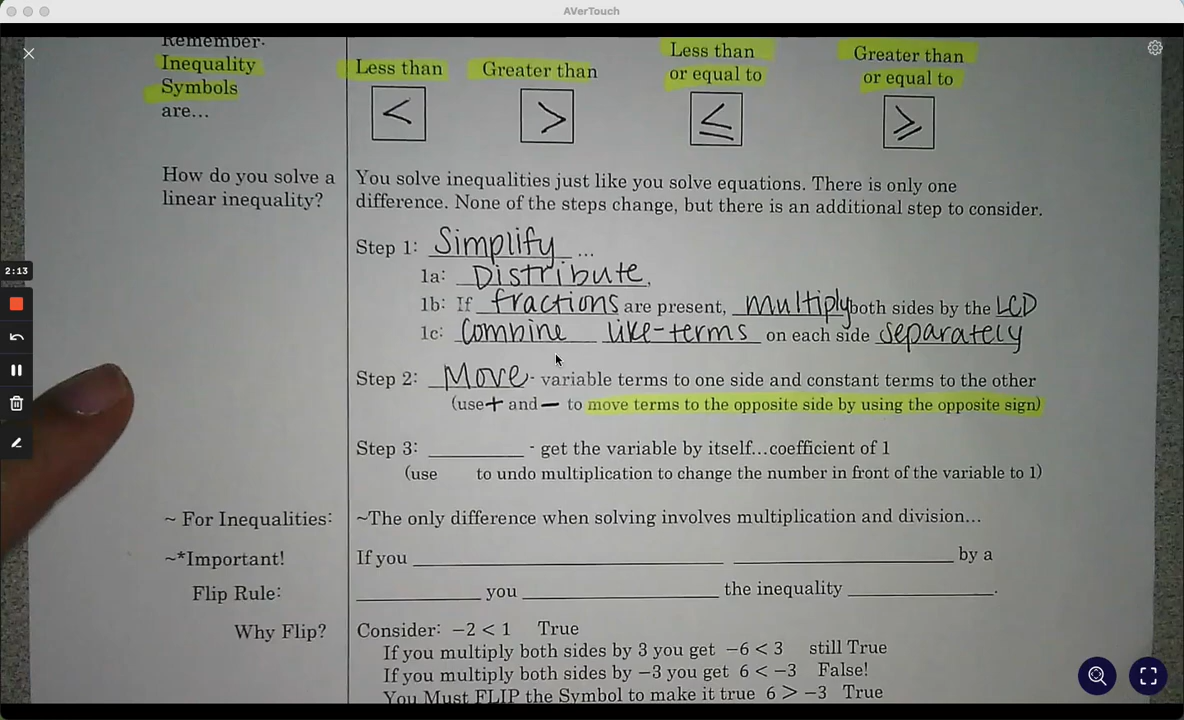 AVerTouch
Remember.
Inequality
Symbols
are...
Less than
Greater than
Less than
or equal to
Greater than
or equal to
<
>
≤
≥
How do you solve a
linear inequality?
You solve inequalities just like you solve equations. There is only one
difference. None of the steps change, but there is an additional step to consider.
Step 1: Simplify ...
1a: Distribute.
1b: If fractions are present, multiply both sides by the LCD
1c: combine like-terms on each side separately
Step 2: Move - variable terms to one side and constant terms to the other
(use + and - to move terms to the opposite side by using the opposite sign)
Step 3: __________ - get the variable by itself...coefficient of 1
(use to undo multiplication to change the number in front of the variable to 1)
~ For Inequalities:
~The only difference when solving involves multiplication and division...
~*Important!
If you __________ __________ by a
Flip Rule:
__________ you __________ the inequality __________.
Why Flip?
Consider: −2 < 1 True
If you multiply both sides by 3 you get −6 < 3 still True
If you multiply both sides by −3 you get 6 < −3 False!
You Must FLIP the Symbol to make it true 6 > −3 True
2:13